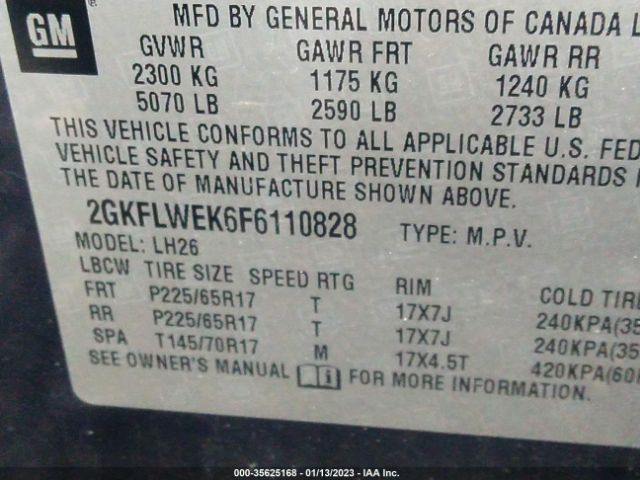 GM
MFD BY GENERAL MOTORS OF CANADA L
GVWR GAWR FRT GAWR RR
2300 KG 1175 KG 1240 KG
5070 LB 2590 LB 2733 LB
THIS VEHICLE CONFORMS TO ALL APPLICABLE U.S. FED
VEHICLE SAFETY AND THEFT PREVENTION STANDARDS
THE DATE OF MANUFACTURE SHOWN ABOVE.
2GKFLWEK6F6110828 TYPE: M.P.V.
MODEL: LH26
LBCW TIRE SIZE SPEED RTG RIM COLD TIRE
FRT P225/65R17 T 17X7J 240KPA(35
RR P225/65R17 T 17X7J 240KPA(35
SPA T145/70R17 M 17X4.5T 420KPA(60
SEE OWNER'S MANUAL FOR MORE INFORMATION.
000-35625168 - 01/13/2023 - IAA Inc.